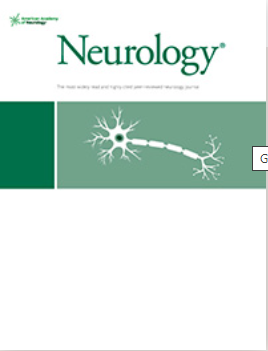 American Academy
of Neurology
Neurology®
The most widely read and highly cited peer-reviewed neurology journal
G